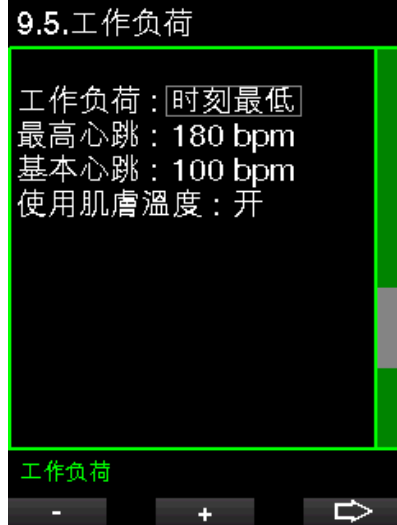 9.5.工作负荷
工作负荷：时刻最低
最高心跳：180 bpm
基本心跳：100 bpm
使用肌膚溫度：开
工作负荷
- + ⇨